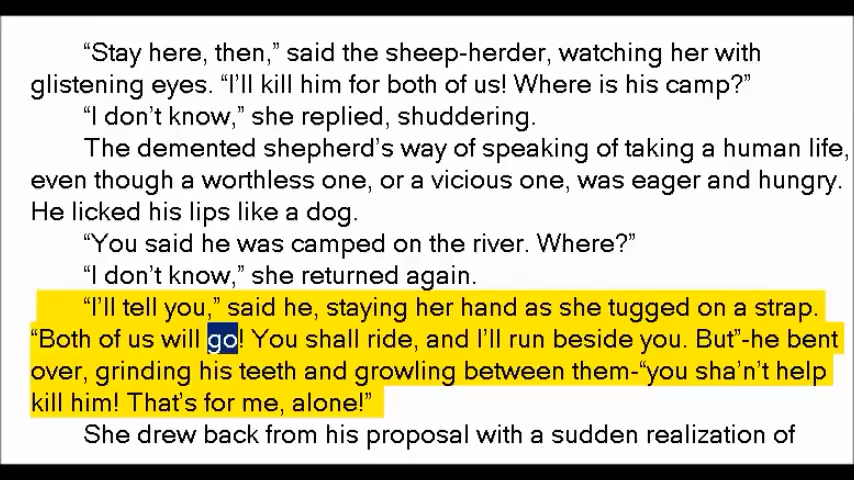 “Stay here, then,” said the sheep-herder, watching her with
glistening eyes. “I’ll kill him for both of us! Where is his camp?”
“I don’t know,” she replied, shuddering.
The demented shepherd’s way of speaking of taking a human life,
even though a worthless one, or a vicious one, was eager and hungry.
He licked his lips like a dog.
“You said he was camped on the river. Where?”
“I don’t know,” she returned again.
“I’ll tell you,” said he, staying her hand as she tugged on a strap.
“Both of us will go! You shall ride, and I’ll run beside you. But”-he bent
over, grinding his teeth and growling between them-“you sha’n’t help
kill him! That’s for me, alone!”
She drew back from his proposal with a sudden realization of